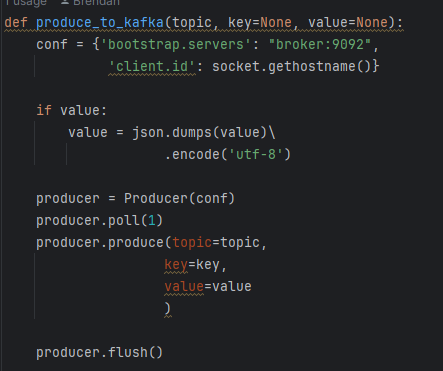 1 usage   Brendan
def produce_to_kafka(topic, key=None, value=None):
    conf = {'bootstrap.servers': "broker:9092",
            'client.id': socket.gethostname()}

    if value:
        value = json.dumps(value)\
                    .encode('utf-8')

    producer = Producer(conf)
    producer.poll(1)
    producer.produce(topic=topic,
                    key=key,
                    value=value
                    )

    producer.flush()